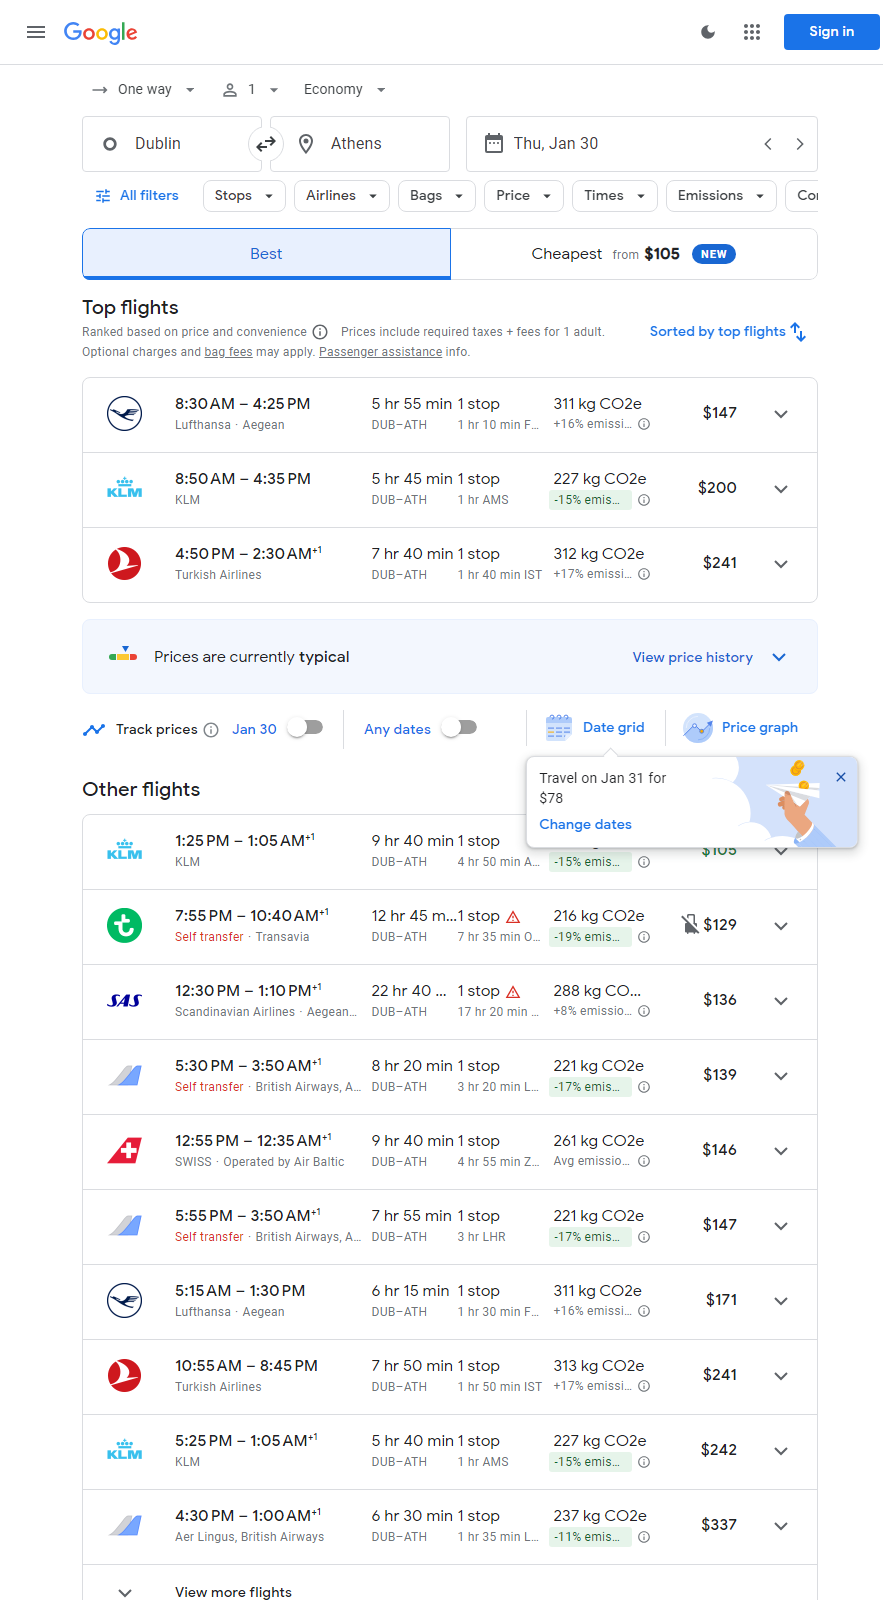 Google
Sign in
One way 1 Economy
Dublin Athens Thu, Jan 30
All filters Stops Airlines Bags Price Times Emissions
Best Cheapest from $105 NEW
Top flights
Ranked based on price and convenience Prices include required taxes + fees for 1 adult.
Optional charges and bag fees may apply. Passenger assistance info.
Sorted by top flights
8:30 AM – 4:25 PM 5 hr 55 min 1 stop 311 kg CO2e $147
Lufthansa · Aegean DUB–ATH 1 hr 10 min F... +16% emissi...
8:50 AM – 4:35 PM 5 hr 45 min 1 stop 227 kg CO2e $200
KLM KLM DUB–ATH 1 hr AMS -15% emis...
4:50 PM – 2:30 AM+1 7 hr 40 min 1 stop 312 kg CO2e $241
Turkish Airlines DUB–ATH 1 hr 40 min IST +17% emissi...
Prices are currently typical View price history
Track prices Jan 30 Any dates Date grid Price graph
Travel on Jan 31 for
$78
Change dates
Other flights
1:25 PM – 1:05 AM+1 9 hr 40 min 1 stop $105
KLM KLM DUB–ATH 4 hr 50 min A... -15% emis...
7:55 PM – 10:40 AM+1 12 hr 45 m... 1 stop 216 kg CO2e $129
Self transfer · Transavia DUB–ATH 7 hr 35 min O... -19% emis...
12:30 PM – 1:10 PM+1 22 hr 40 ... 1 stop 288 kg CO... $136
SAS Scandinavian Airlines · Aegean... DUB–ATH 17 hr 20 min ... +8% emissio...
5:30 PM – 3:50 AM+1 8 hr 20 min 1 stop 221 kg CO2e $139
Self transfer · British Airways, A... DUB–ATH 3 hr 20 min L... -17% emis...
12:55 PM – 12:35 AM+1 9 hr 40 min 1 stop 261 kg CO2e $146
SWISS · Operated by Air Baltic DUB–ATH 4 hr 55 min Z... Avg emissio...
5:55 PM – 3:50 AM+1 7 hr 55 min 1 stop 221 kg CO2e $147
Self transfer · British Airways, A... DUB–ATH 3 hr LHR -17% emis...
5:15 AM – 1:30 PM 6 hr 15 min 1 stop 311 kg CO2e $171
Lufthansa · Aegean DUB–ATH 1 hr 30 min F... +16% emissi...
10:55 AM – 8:45 PM 7 hr 50 min 1 stop 313 kg CO2e $241
Turkish Airlines DUB–ATH 1 hr 50 min IST +17% emissi...
5:25 PM – 1:05 AM+1 5 hr 40 min 1 stop 227 kg CO2e $242
KLM KLM DUB–ATH 1 hr AMS -15% emis...
4:30 PM – 1:00 AM+1 6 hr 30 min 1 stop 237 kg CO2e $337
Aer Lingus, British Airways DUB–ATH 1 hr 35 min L... -11% emis...
View more flights